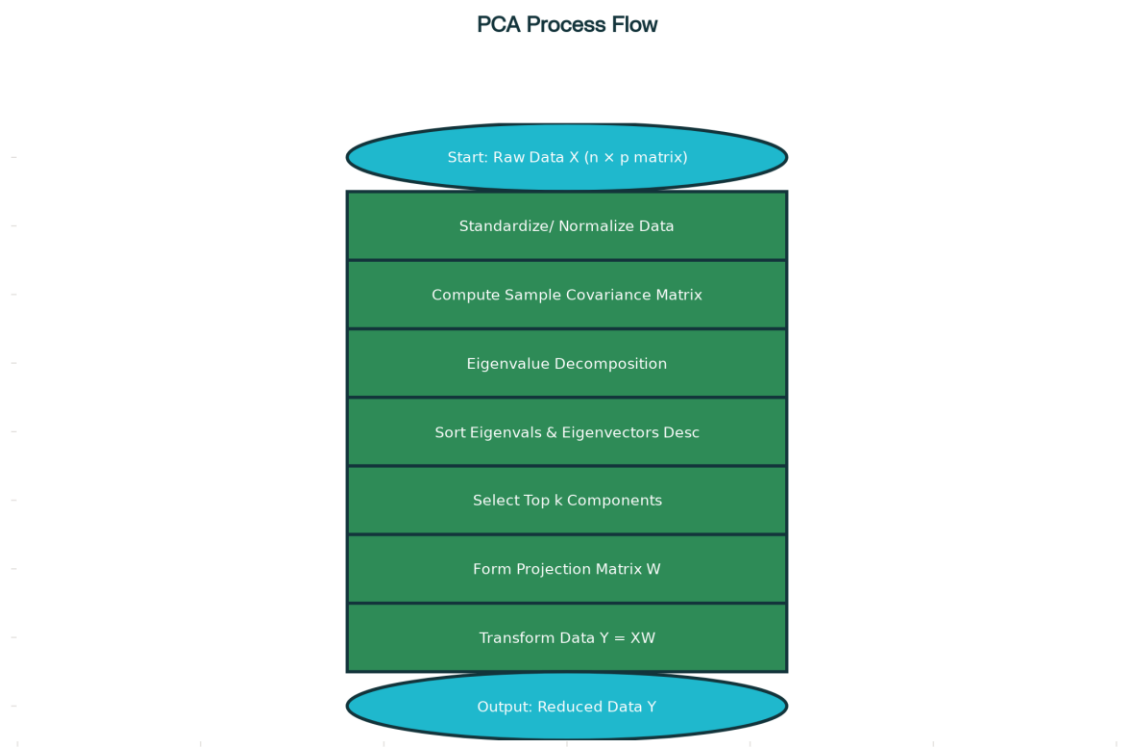 PCA Process Flow
Start: Raw Data X (n × p matrix)
Standardize/ Normalize Data
Compute Sample Covariance Matrix
Eigenvalue Decomposition
Sort Eigenvals & Eigenvectors Desc
Select Top k Components
Form Projection Matrix W
Transform Data Y = XW
Output: Reduced Data Y